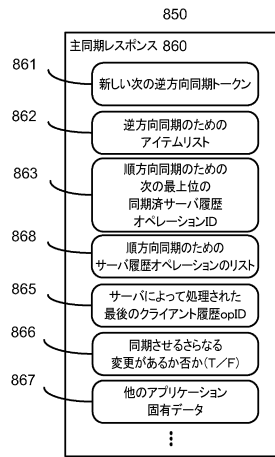 850
主同期レスポンス 860
861
新しい次の逆方向同期トークン
862
逆方向同期のための
アイテムリスト
863
順方向同期のための
次の最上位の
同期済サーバ履歴
オペレーションID
868
順方向同期のための
サーバ履歴オペレーションのリスト
865
サーバによって処理された
最後のクライアント履歴opID
866
同期させるさらなる
変更があるか否か(T/F)
867
他のアプリケーション
固有データ